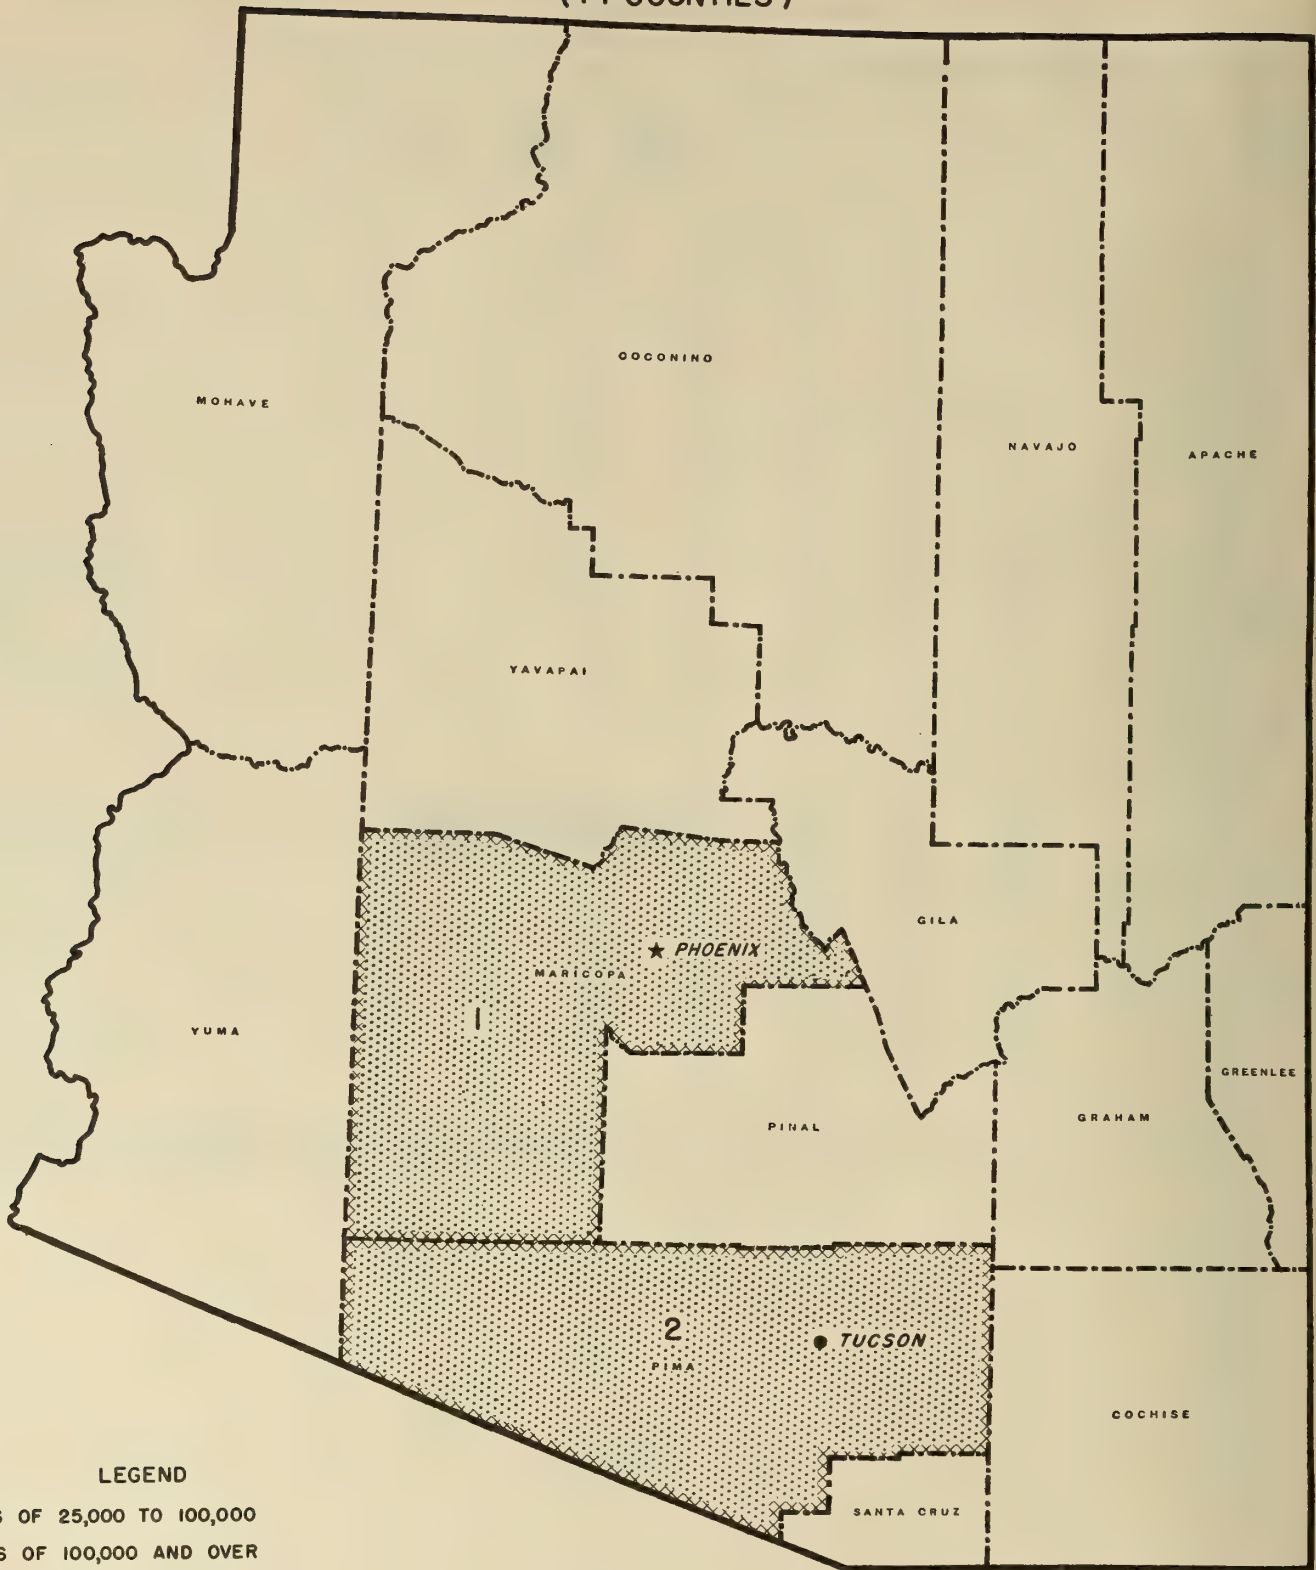 (14 COUNTIES)
COCONINO
MOHAVE
NAVAJO
APACHE
YAVAPAI
GILA
★ PHOENIX
MARICOPA
1
YUMA
GREENLEE
GRAHAM
PINAL
2
TUCSON
PIMA
COCHISE
SANTA CRUZ
LEGEND
OF 25,000 TO 100,000
OF 100,000 AND OVER